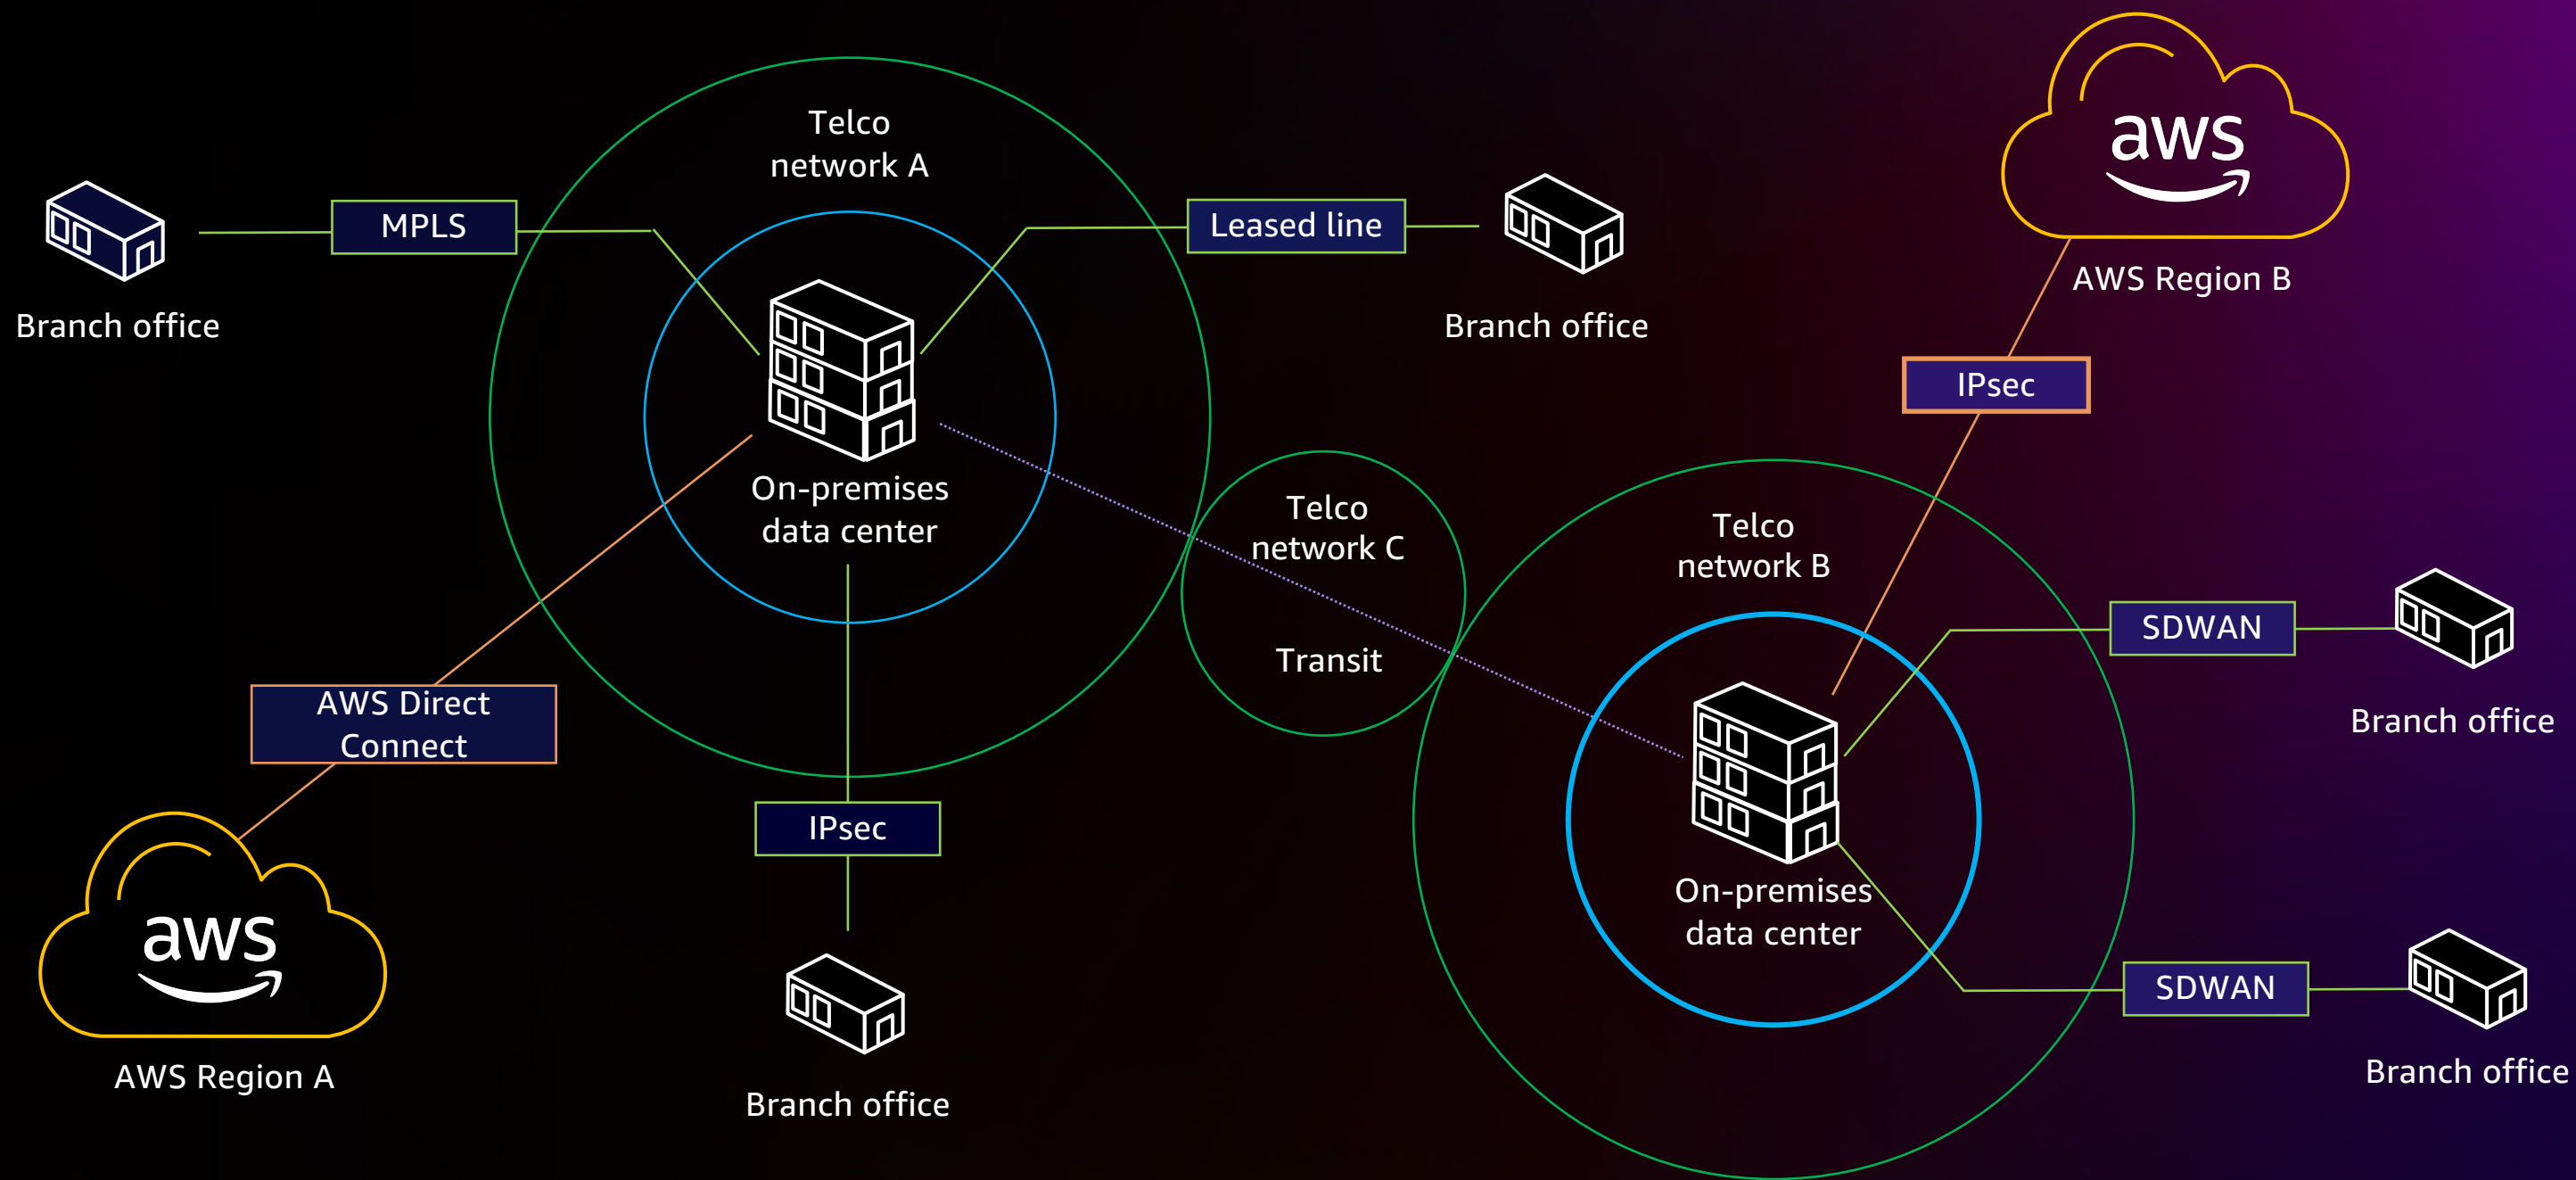 Telco
network A
MPLS
Branch office
Leased line
Branch office
aws
AWS Region B
IPsec
On-premises
data center
Telco
network C
Transit
Telco
network B
SDWAN
Branch office
AWS Direct
Connect
IPsec
Branch office
aws
AWS Region A
On-premises
data center
SDWAN
Branch office